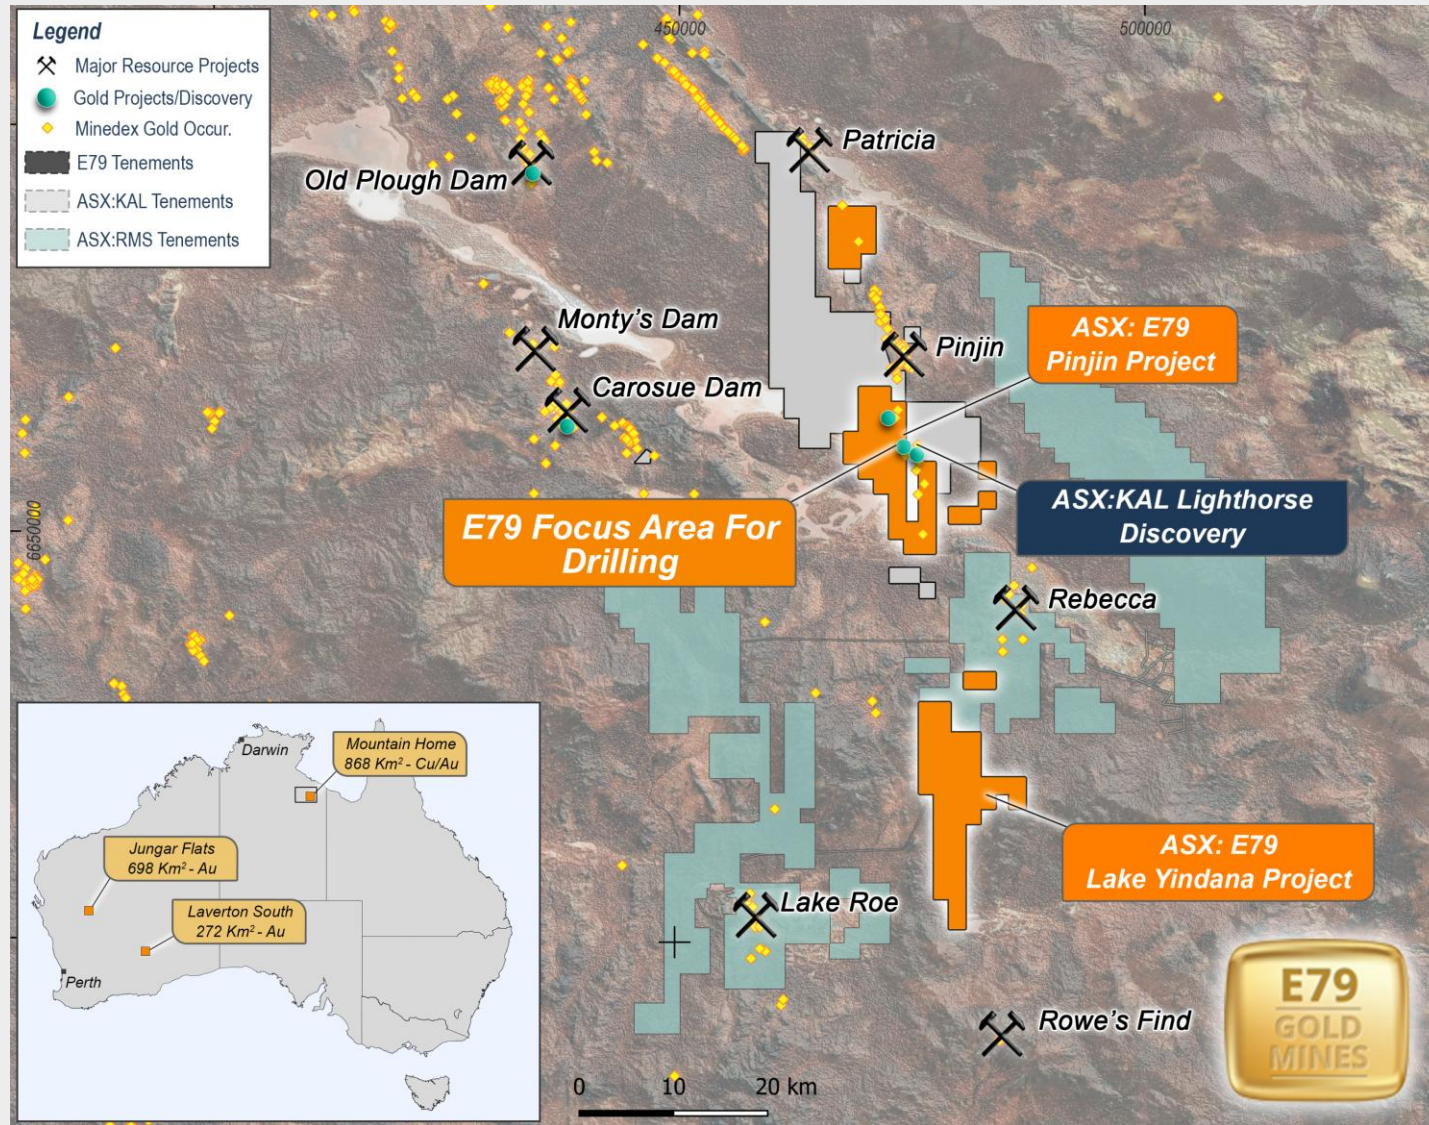 Legend
Major Resource Projects
Gold Projects/Discovery
Minedex Gold Occur.
E79 Tenements
ASX:KAL Tenements
ASX:RMS Tenements
450000
500000
6650000
Patricia
Old Plough Dam
Monty's Dam
Pinjin
ASX: E79
Pinjin Project
Carosue Dam
E79 Focus Area For
Drilling
ASX:KAL Lighthorse
Discovery
Rebecca
ASX: E79
Lake Yindana Project
Lake Roe
Rowe's Find
Darwin
Mountain Home
868 Km² - Cu/Au
Jungar Flats
698 Km² - Au
Laverton South
272 Km² - Au
Perth
0 10 20 km
E79
GOLD
MINES